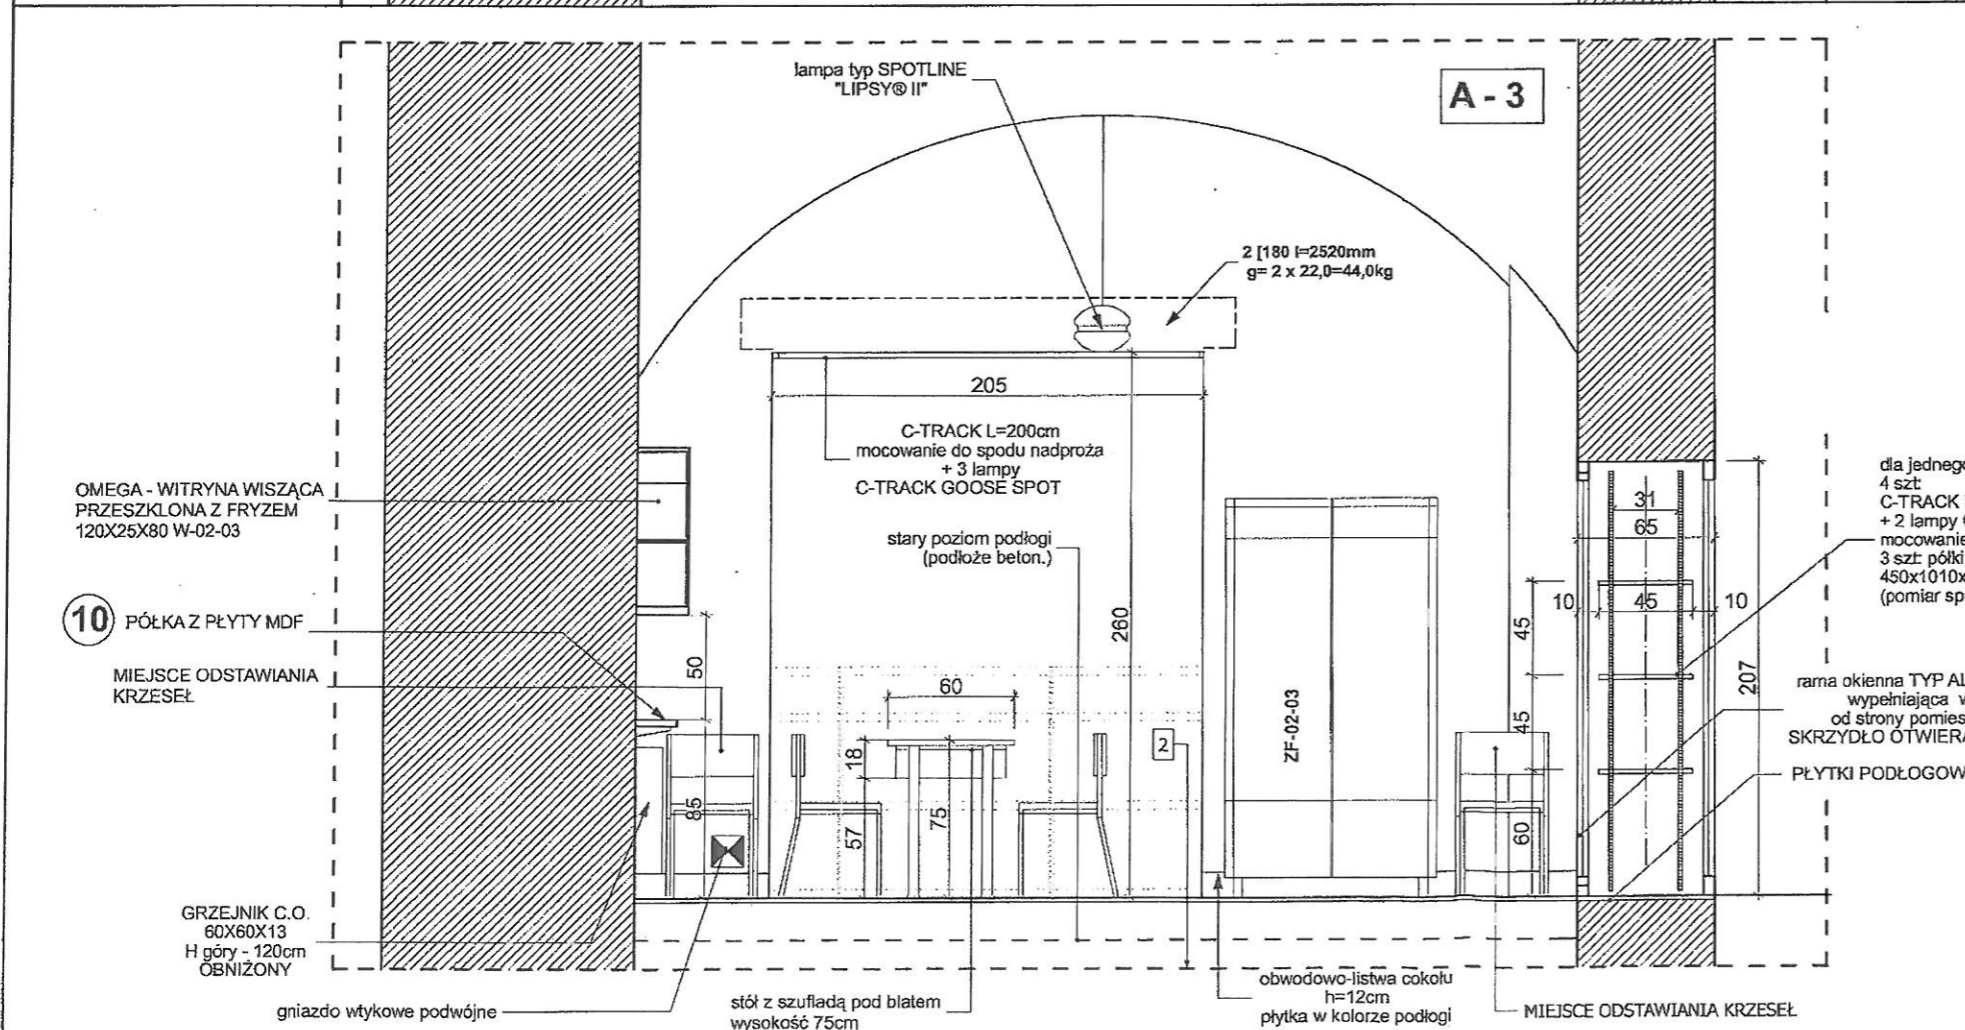 lampa typ SPOTLINE
"LIPSY® II"
A - 3
2 [180 l=2520mm
g= 2 x 22,0=44,0kg
205
C-TRACK L=200cm
mocowanie do spodu nadproża
+ 3 lampy
C-TRACK GOOSE SPOT
OMEGA - WITRYNA WISZĄCA
PRZESZKLONA Z FRYZEM
120X25X80 W-02-03
stary poziom podłogi
(podłoże beton.)
dla jednego
4 szt
C-TRACK
+ 2 lampy
mocowanie
3 szt półki
450x1010x
(pomiar sp
31
65
10
45
10
45
45
60
207
10
PÓŁKA Z PŁYTY MDF
MIEJSCE ODSTAWIANIA
KRZESEŁ
50
85
260
60
18
57
75
2
ZF-02-03
rama okienna TYP AL
wypełniająca w
od strony pomies
SKRZYDŁO OTWIERA
PŁYTKI PODŁOGOW
GRZEJNIK C.O.
60X60X13
H góry - 120cm
OBNIŻONY
gniazdo wtykowe podwójne
stół z szufladą pod blatem
wysokość 75cm
obwodowo-listwa cokołu
h=12cm
płytka w kolorze podłogi
MIEJSCE ODSTAWIANIA KRZESEŁ